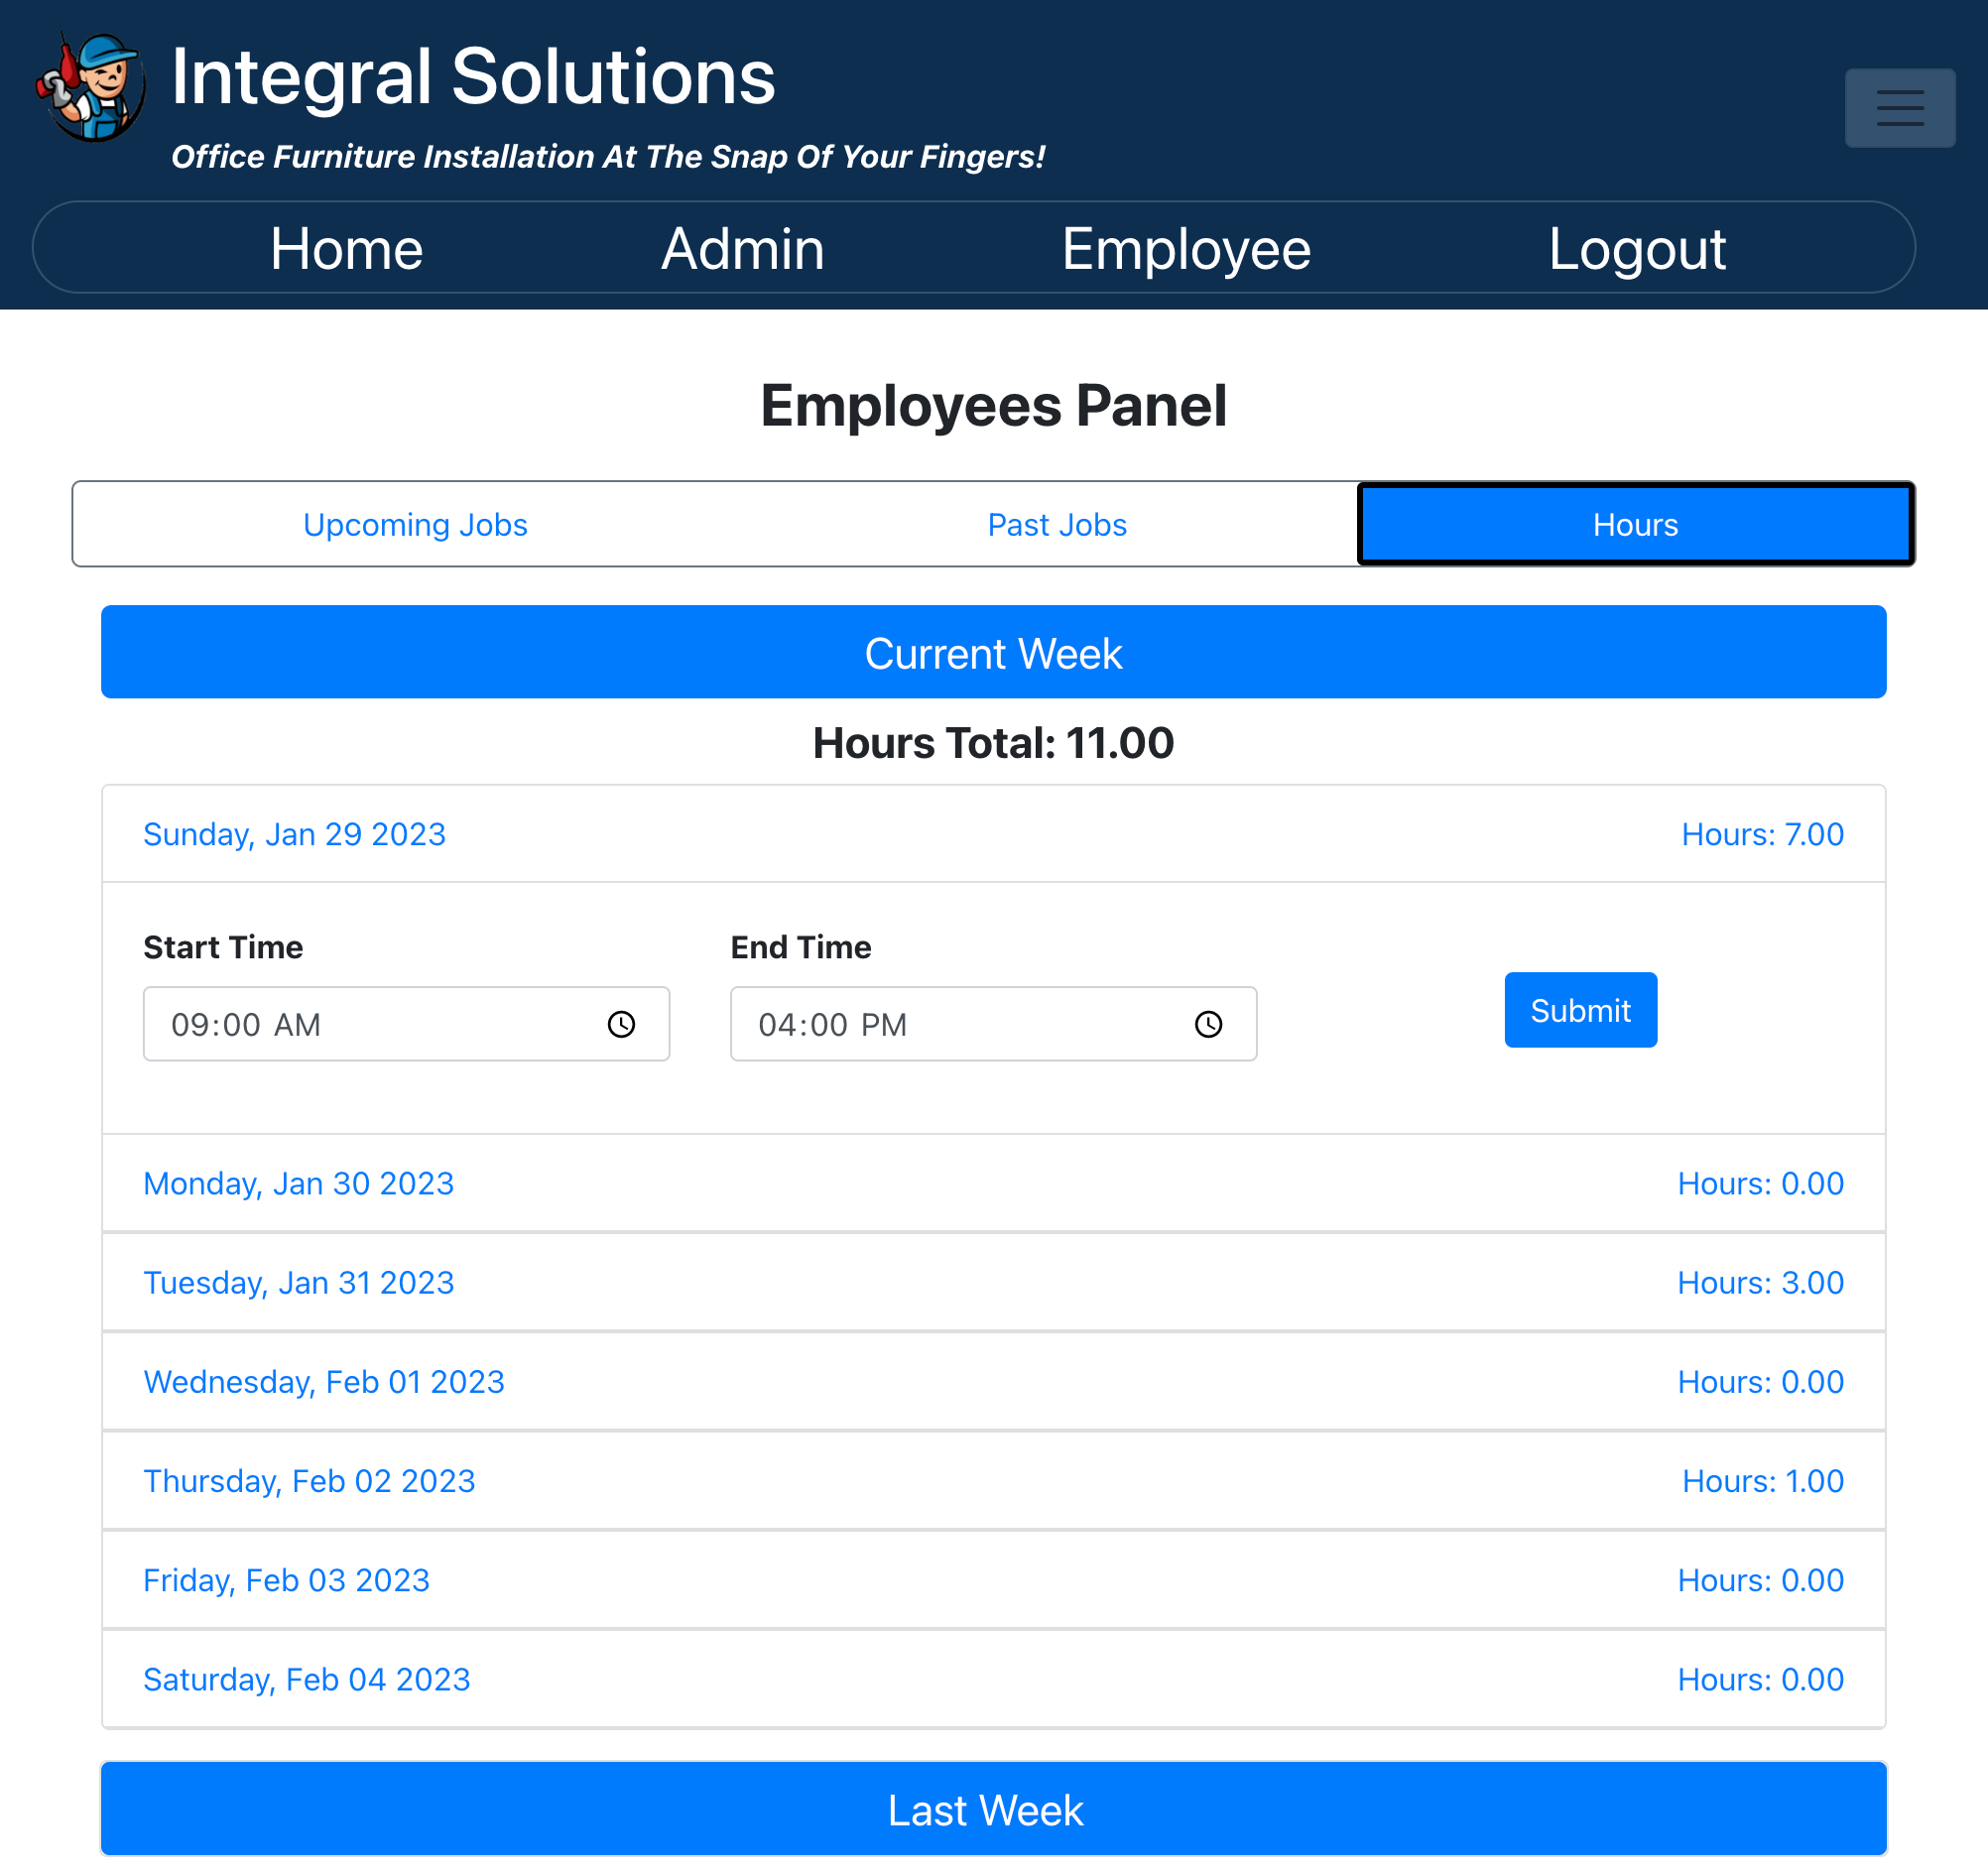 Integral Solutions
Office Furniture Installation At The Snap Of Your Fingers!
Home Admin Employee Logout
Employees Panel
Upcoming Jobs Past Jobs Hours
Current Week
Hours Total: 11.00
Sunday, Jan 29 2023 Hours: 7.00
Start Time End Time
09:00 AM 04:00 PM Submit
Monday, Jan 30 2023 Hours: 0.00
Tuesday, Jan 31 2023 Hours: 3.00
Wednesday, Feb 01 2023 Hours: 0.00
Thursday, Feb 02 2023 Hours: 1.00
Friday, Feb 03 2023 Hours: 0.00
Saturday, Feb 04 2023 Hours: 0.00
Last Week